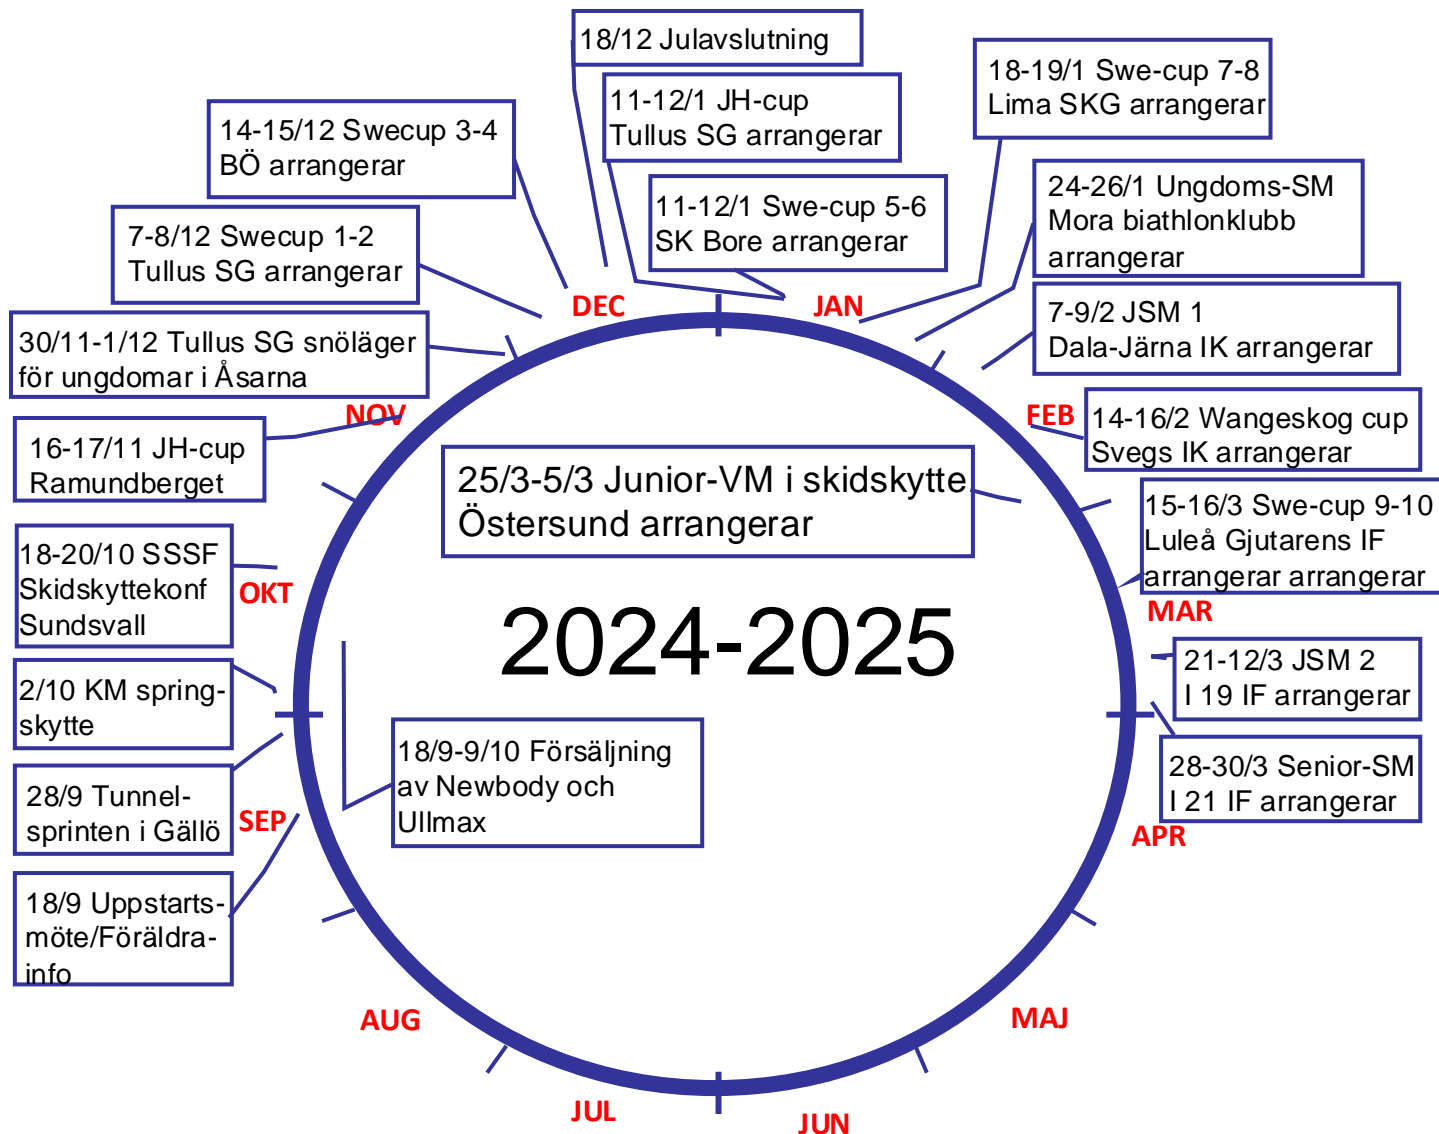 18/12 Julavslutning
11-12/1 JH-cup
Tullus SG arrangerar
18-19/1 Swe-cup 7-8
Lima SKG arrangerar
14-15/12 Swecup 3-4
BÖ arrangerar
11-12/1 Swe-cup 5-6
SK Bore arrangerar
24-26/1 Ungdoms-SM
Mora biathlonklubb
arrangerar
7-8/12 Swecup 1-2
Tullus SG arrangerar
DEC
JAN
7-9/2 JSM 1
Dala-Järna IK arrangerar
30/11-1/12 Tullus SG snöläger
för ungdomar i Åsarna
NOV
FEB
14-16/2 Wangeskog cup
Svegs IK arrangerar
16-17/11 JH-cup
Ramundberget
25/3-5/3 Junior-VM i skidskytte
Östersund arrangerar
15-16/3 Swe-cup 9-10
Luleå Gjutarens IF
arrangerar arrangerar
18-20/10 SSSF
Skidskyttekonf
Sundsvall
OKT
MAR
2024-2025
21-12/3 JSM 2
I 19 IF arrangerar
2/10 KM spring-
skytte
18/9-9/10 Försäljning
av Newbody och
Ullmax
28-30/3 Senior-SM
I 21 IF arrangerar
28/9 Tunnel-
sprinten i Gällö
SEP
APR
18/9 Uppstarts-
möte/Föräldra-
info
AUG
MAJ
JUL
JUN